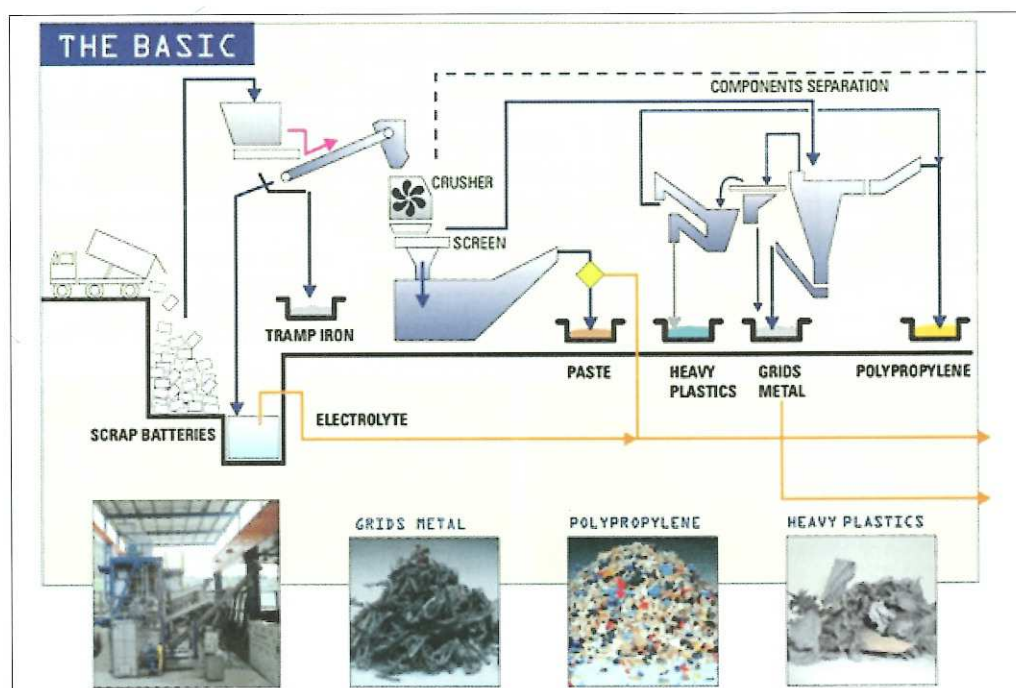 THE BASIC
COMPONENTS SEPARATION
CRUSHER
SCREEN
TRAMP IRON
PASTE
HEAVY
PLASTICS
GRIDS
METAL
POLYPROPYLENE
SCRAP BATTERIES
ELECTROLYTE
GRIDS METAL
POLYPROPYLENE
HEAVY PLASTICS